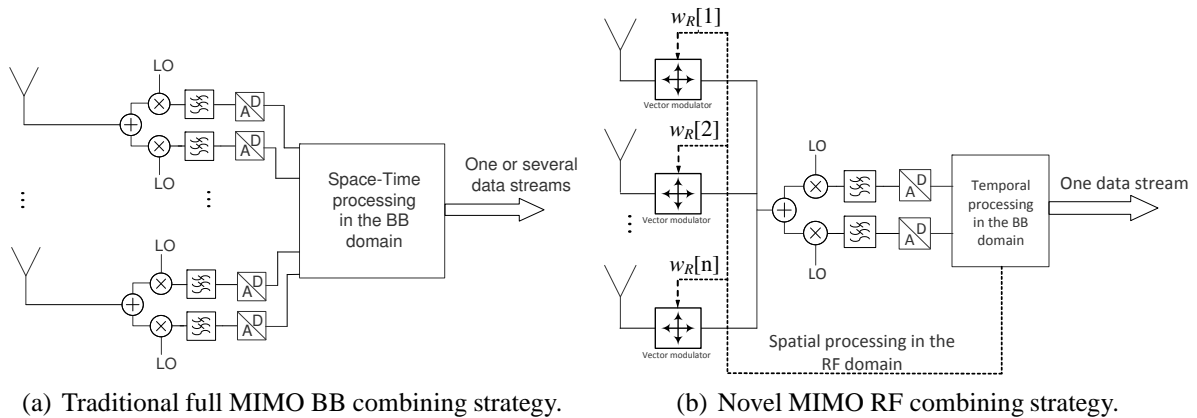 LO
A D
A D
LO
...
...
Space-Time
processing
in the BB
domain
One or several
data streams
LO
A D
A D
LO
(a) Traditional full MIMO BB combining strategy.
w_R[1]
Vector modulator
w_R[2]
Vector modulator
...
w_R[n]
Vector modulator
LO
A D
A D
LO
Temporal
processing
in the BB
domain
One data stream
Spatial processing in the
RF domain
(b) Novel MIMO RF combining strategy.